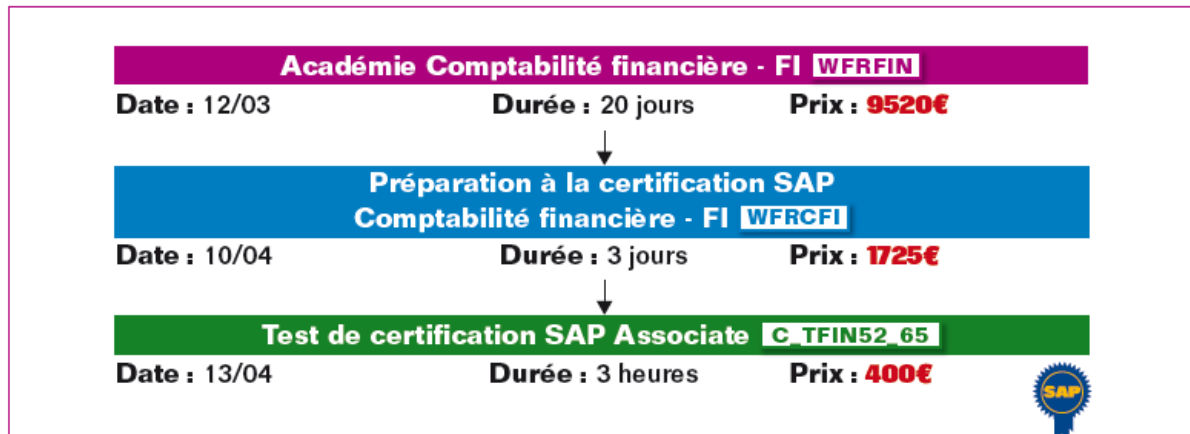 Académie Comptabilité financière - FI WFRFIN
Date : 12/03 Durée : 20 jours Prix : 9520€
Préparation à la certification SAP
Comptabilité financière - FI WFRCFI
Date : 10/04 Durée : 3 jours Prix : 1725€
Test de certification SAP Associate C_TFIN52_65
Date : 13/04 Durée : 3 heures Prix : 400€
SAP